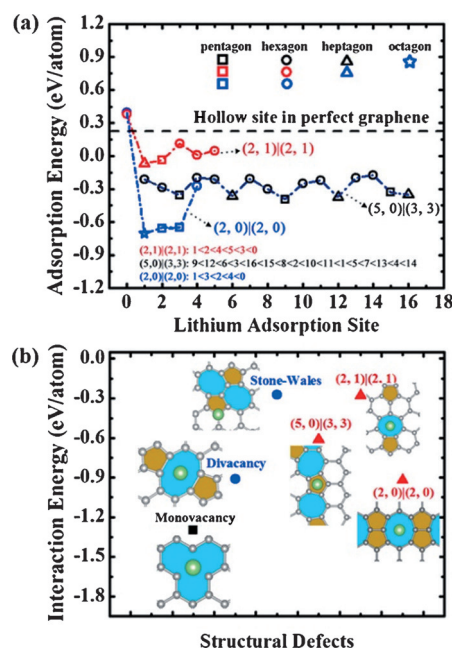 (a)
pentagon hexagon heptagon octagon
Adsorption Energy (eV/atom)
1.2
0.9
0.6
0.3
0.0
-0.3
-0.6
-0.9
-1.2
Hollow site in perfect graphene
(2, 1)|(2, 1)
(5, 0)|(3, 3)
(2, 0)|(2, 0)
(2,1)|(2,1): 1<2<4<5<3<0
(5,0)|(3,3): 9<12<6<3<16<15<8<2<10<11<1<5<7<13<4<14
(2,0)|(2,0): 1<3<2<4<0
0 2 4 6 8 10 12 14 16 18
Lithium Adsorption Site
(b)
Interaction Energy (eV/atom)
0.0
-0.3
-0.6
-0.9
-1.2
-1.5
-1.8
Stone-Wales
(2, 1)|(2, 1)
(5, 0)|(3, 3)
Divacancy
(2, 0)|(2, 0)
Monovacancy
Structural Defects